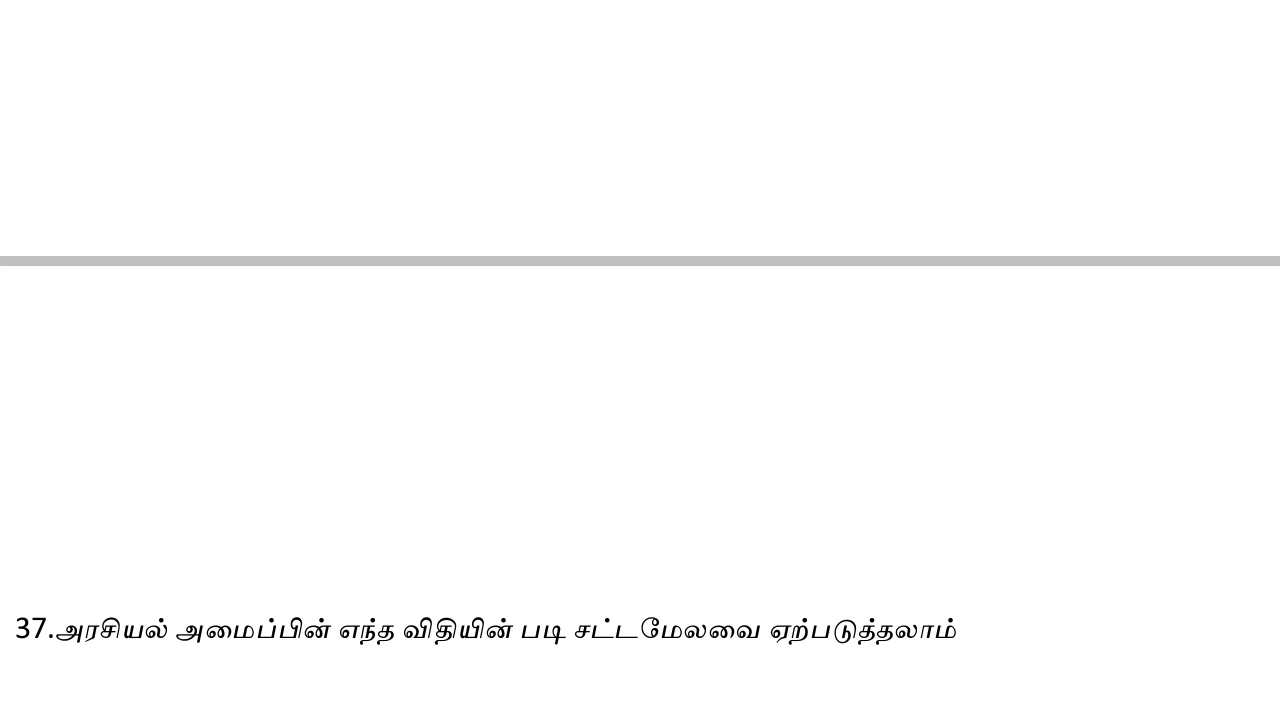 37.அரசியல் அமைப்பின் எந்த விதியின் படி சட்டமேலவை ஏற்படுத்தலாம்